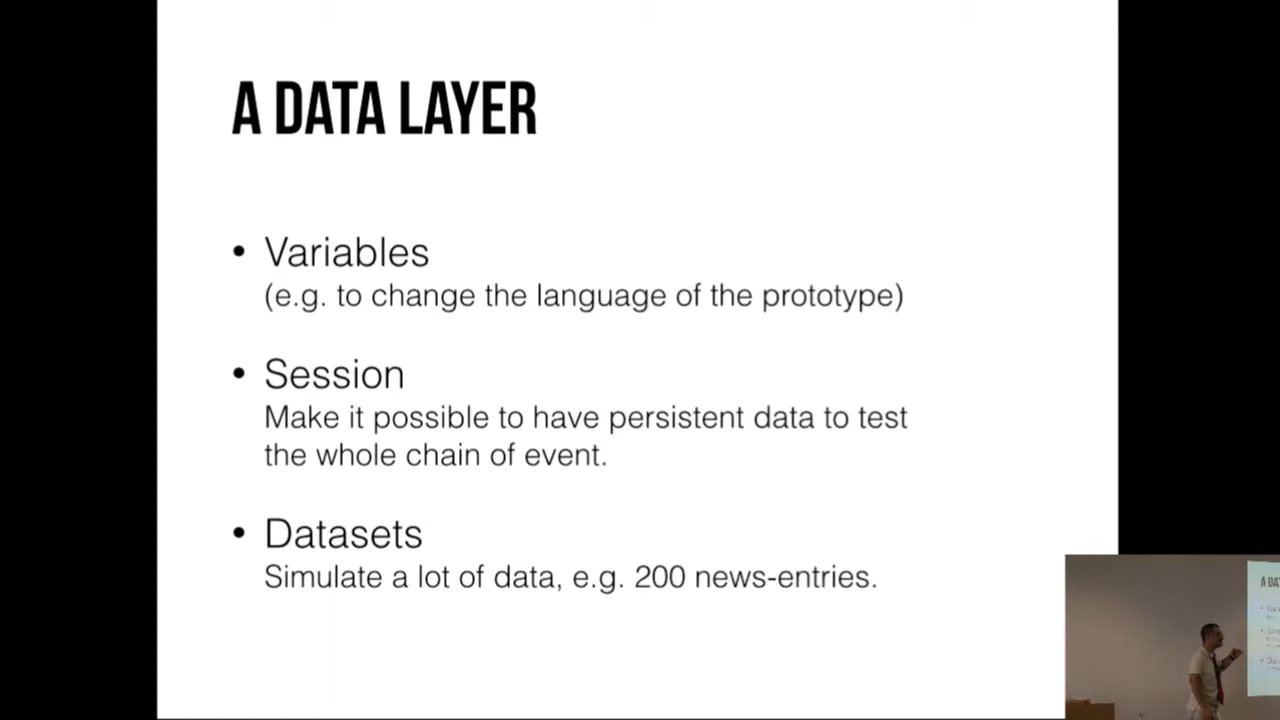 A DATA LAYER
• Variables
(e.g. to change the language of the prototype)
• Session
Make it possible to have persistent data to test
the whole chain of event.
• Datasets
Simulate a lot of data, e.g. 200 news-entries.
A DA